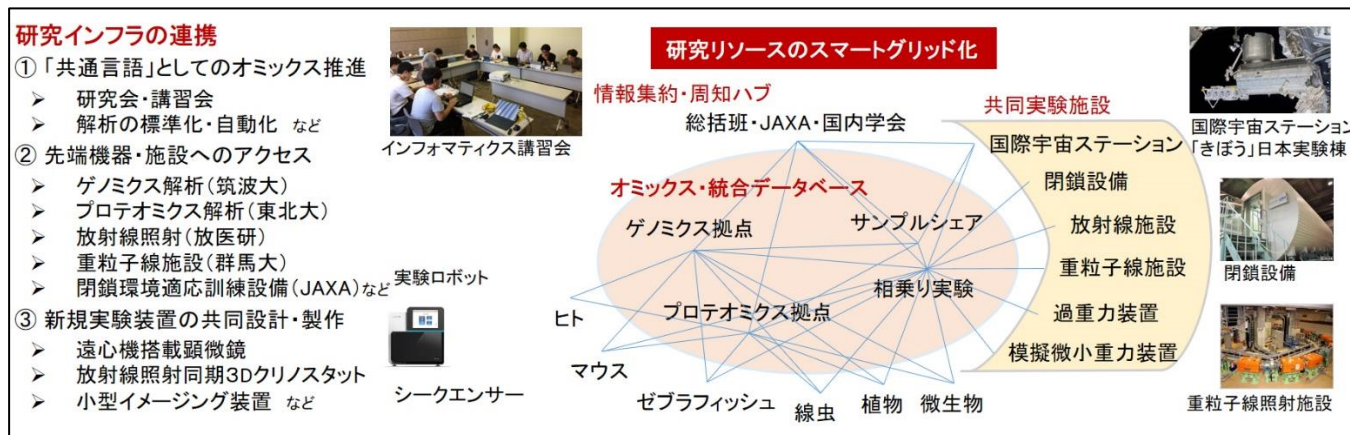 研究インフラの連携
① 「共通言語」としてのオミックス推進
➢ 研究会・講習会
➢ 解析の標準化・自動化 など
② 先端機器・施設へのアクセス
➢ ゲノミクス解析(筑波大)
➢ プロテオミクス解析(東北大)
➢ 放射線照射(放医研)
➢ 重粒子線施設(群馬大)
➢ 閉鎖環境適応訓練設備(JAXA)など
③ 新規実験装置の共同設計・製作
➢ 遠心機搭載顕微鏡
➢ 放射線照射同期3Dクリノスタット
➢ 小型イメージング装置 など
インフォマティクス講習会
実験ロボット
シークエンサー
研究リソースのスマートグリッド化
情報集約・周知ハブ
総括班・JAXA・国内学会
オミックス・統合データベース
ゲノミクス拠点
サンプルシェア
相乗り実験
プロテオミクス拠点
ヒト
マウス
ゼブラフィッシュ
線虫
植物
微生物
共同実験施設
国際宇宙ステーション
閉鎖設備
放射線施設
重粒子線施設
過重力装置
模擬微小重力装置
国際宇宙ステーション
「きぼう」日本実験棟
閉鎖設備
重粒子線照射施設